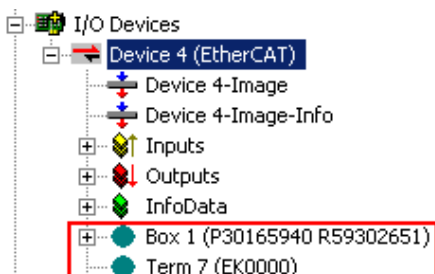 I/O Devices
Device 4 (EtherCAT)
Device 4-Image
Device 4-Image-Info
Inputs
Outputs
InfoData
Box 1 (P30165940 R59302651)
Term 7 (EK0000)